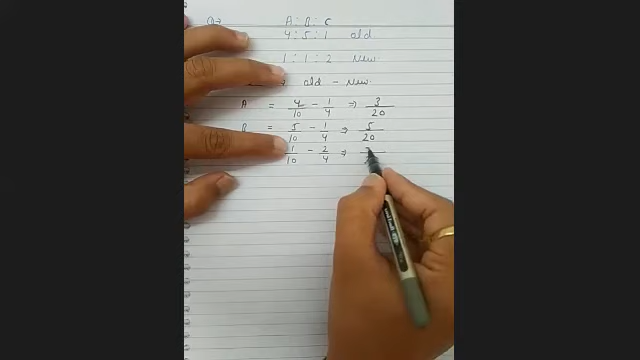 Q→ A : B : C
4 : 5 : 1 old
1 : 1 : 2 New
old - New
A = 4/10 - 1/4 ⇒ 3/20
B = 5/10 - 1/4 ⇒ 5/20
1/10 - 2/4 ⇒